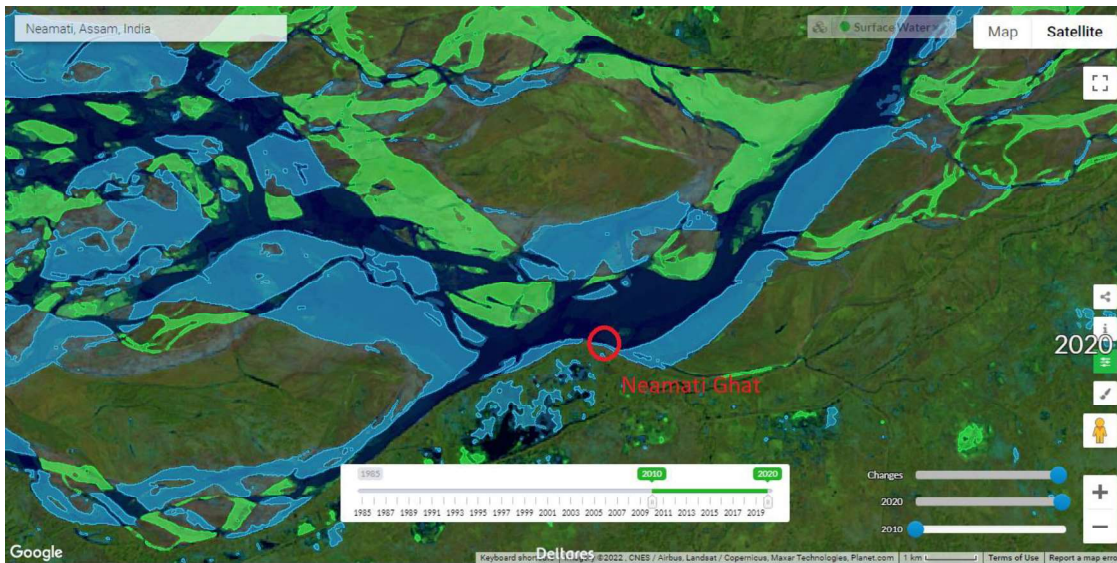 Neamati, Assam, India
Surface Water
Map
Satellite
2020
Neamati Ghat
1985
2010
2020
1985 1987 1989 1991 1993 1995 1997 1999 2001 2003 2005 2007 2009 2011 2013 2015 2017 2019
Changes
2020
2010
Google
Deltares
Keyboard shor
©2022 , CNES / Airbus, Landsat / Copernicus, Maxar Technologies, Planet.com
1 km
Terms of Use
Report a map erro